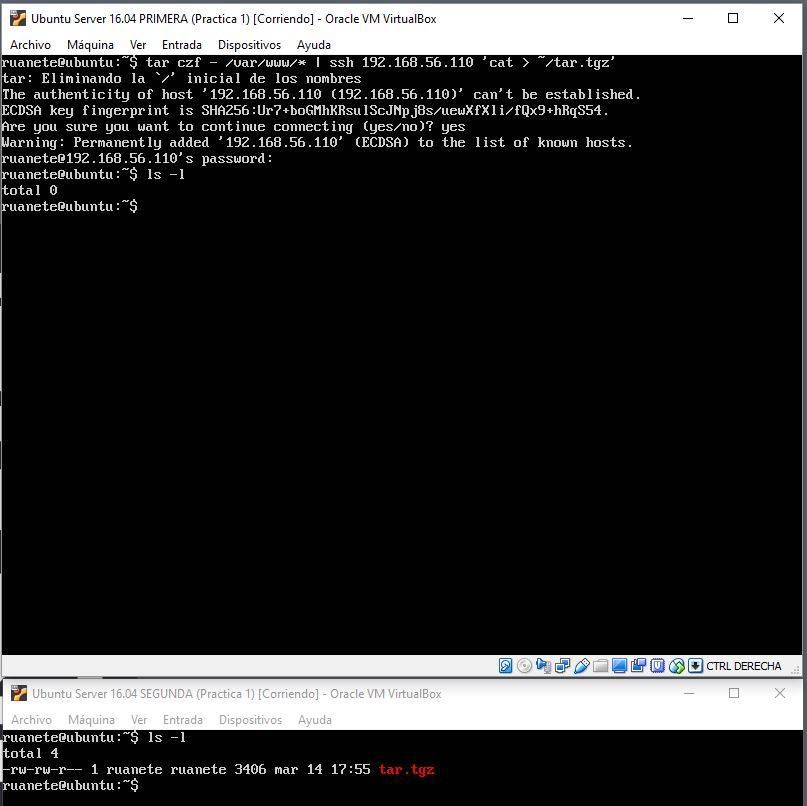 Ubuntu Server 16.04 PRIMERA (Practica 1) [Corriendo] - Oracle VM VirtualBox
Archivo Máquina Ver Entrada Dispositivos Ayuda
ruanete@ubuntu:~$ tar czf - /var/www/* | ssh 192.168.56.110 'cat > ~/tar.tgz'
tar: Eliminando la `/' inicial de los nombres
The authenticity of host '192.168.56.110 (192.168.56.110)' can't be established.
ECDSA key fingerprint is SHA256:Ur7+boGMhKRsulScJNpj8s/uewXfXli/fQx9+hRqS54.
Are you sure you want to continue connecting (yes/no)? yes
Warning: Permanently added '192.168.56.110' (ECDSA) to the list of known hosts.
ruanete@192.168.56.110's password:
ruanete@ubuntu:~$ ls -l
total 0
ruanete@ubuntu:~$
CTRL DERECHA
Ubuntu Server 16.04 SEGUNDA (Practica 1) [Corriendo] - Oracle VM VirtualBox
Archivo Máquina Ver Entrada Dispositivos Ayuda
ruanete@ubuntu:~$ ls -l
total 4
-rw-rw-r-- 1 ruanete ruanete 3406 mar 14 17:55 tar.tgz
ruanete@ubuntu:~$